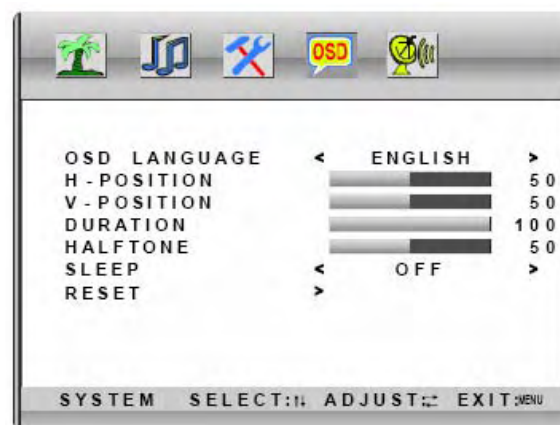 OSD
OSD LANGUAGE < ENGLISH >
H-POSITION 50
V-POSITION 50
DURATION 100
HALFTONE 50
SLEEP < OFF >
RESET >
SYSTEM SELECT:↑↓ ADJUST:⇄ EXIT:MENU